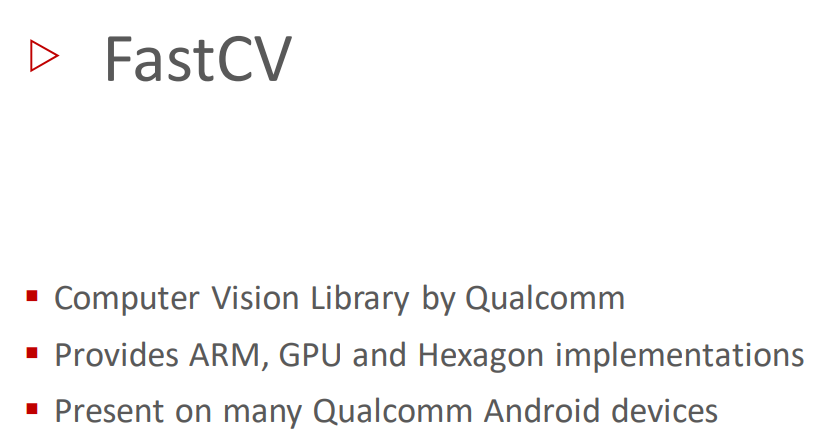 FastCV
Computer Vision Library by Qualcomm
Provides ARM, GPU and Hexagon implementations
Present on many Qualcomm Android devices